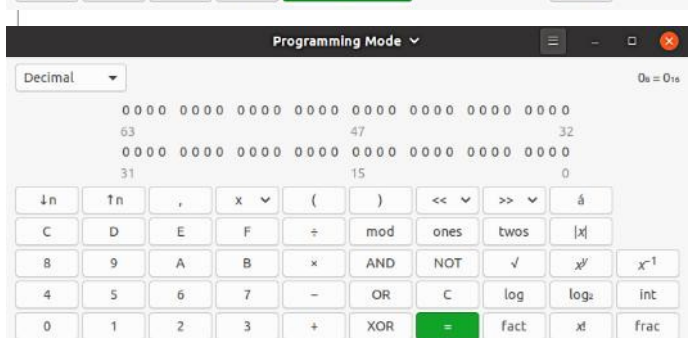 Programming Mode
Decimal 0₈ = 0₁₆
0000 0000 0000 0000 0000 0000 0000 0000
63 47 32
0000 0000 0000 0000 0000 0000 0000 0000
31 15 0
↓n ↑n , x ( ) << >> á
C D E F ÷ mod ones twos |x|
8 9 A B × AND NOT √ xʸ x⁻¹
4 5 6 7 − OR C log log₂ int
0 1 2 3 + XOR = fact x! frac